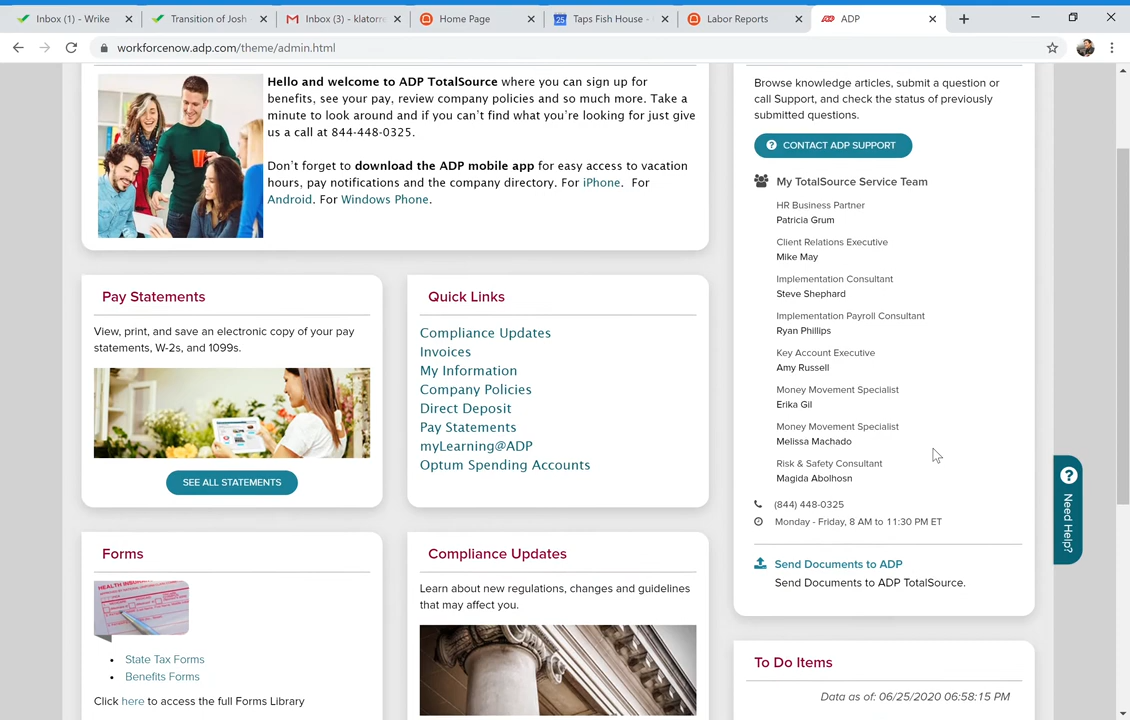 Inbox (1) - Wrike
Transition of Josh
Inbox (3) - klatorre
Home Page
25
Taps Fish House -
Labor Reports
ADP
workforcenow.adp.com/theme/admin.html
Hello and welcome to ADP TotalSource where you can sign up for
benefits, see your pay, review company policies and so much more. Take a
minute to look around and if you can't find what you're looking for just give
us a call at 844-448-0325.
Don't forget to download the ADP mobile app for easy access to vacation
hours, pay notifications and the company directory. For iPhone. For
Android. For Windows Phone.
Pay Statements
View, print, and save an electronic copy of your pay
statements, W-2s, and 1099s.
SEE ALL STATEMENTS
Quick Links
Compliance Updates
Invoices
My Information
Company Policies
Direct Deposit
Pay Statements
myLearning@ADP
Optum Spending Accounts
Forms
State Tax Forms
Benefits Forms
Click here to access the full Forms Library
Compliance Updates
Learn about new regulations, changes and guidelines
that may affect you.
Browse knowledge articles, submit a question or
call Support, and check the status of previously
submitted questions.
CONTACT ADP SUPPORT
My TotalSource Service Team
HR Business Partner
Patricia Grum
Client Relations Executive
Mike May
Implementation Consultant
Steve Shephard
Implementation Payroll Consultant
Ryan Phillips
Key Account Executive
Amy Russell
Money Movement Specialist
Erika Gil
Money Movement Specialist
Melissa Machado
Risk & Safety Consultant
Magida Abolhosn
(844) 448-0325
Monday - Friday, 8 AM to 11:30 PM ET
Send Documents to ADP
Send Documents to ADP TotalSource.
To Do Items
Data as of: 06/25/2020 06:58:15 PM
Need Help?